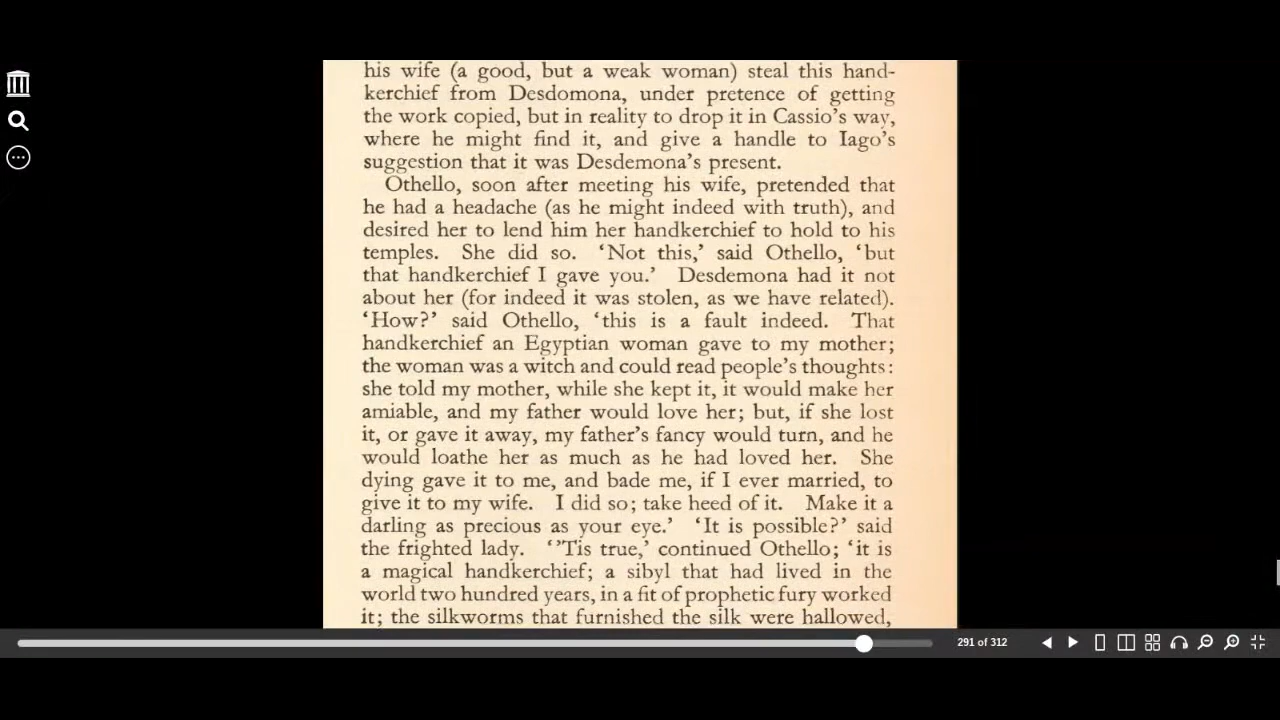 his wife (a good, but a weak woman) steal this hand-
kerchief from Desdomona, under pretence of getting
the work copied, but in reality to drop it in Cassio's way,
where he might find it, and give a handle to Iago's
suggestion that it was Desdemona's present.
Othello, soon after meeting his wife, pretended that
he had a headache (as he might indeed with truth), and
desired her to lend him her handkerchief to hold to his
temples. She did so. 'Not this,' said Othello, 'but
that handkerchief I gave you.' Desdemona had it not
about her (for indeed it was stolen, as we have related).
'How?' said Othello, 'this is a fault indeed. That
handkerchief an Egyptian woman gave to my mother;
the woman was a witch and could read people's thoughts:
she told my mother, while she kept it, it would make her
amiable, and my father would love her; but, if she lost
it, or gave it away, my father's fancy would turn, and he
would loathe her as much as he had loved her. She
dying gave it to me, and bade me, if I ever married, to
give it to my wife. I did so; take heed of it. Make it a
darling as precious as your eye.' 'It is possible?' said
the frighted lady. ''Tis true,' continued Othello; 'it is
a magical handkerchief; a sibyl that had lived in the
world two hundred years, in a fit of prophetic fury worked
it; the silkworms that furnished the silk were hallowed,
291 of 312